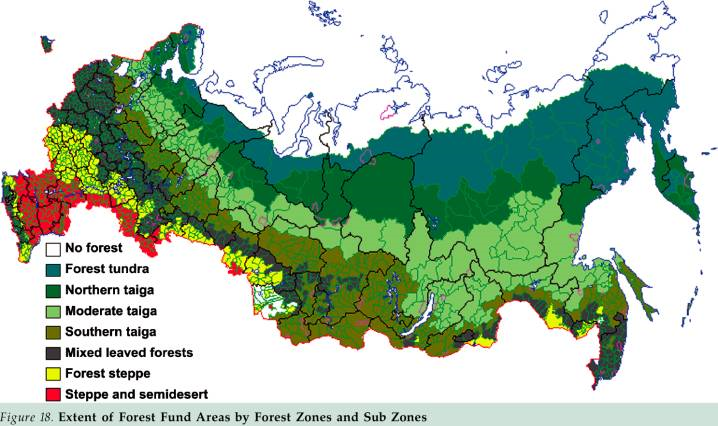 No forest
Forest tundra
Northern taiga
Moderate taiga
Southern taiga
Mixed leaved forests
Forest steppe
Steppe and semidesert
Figure 18. Extent of Forest Fund Areas by Forest Zones and Sub Zones